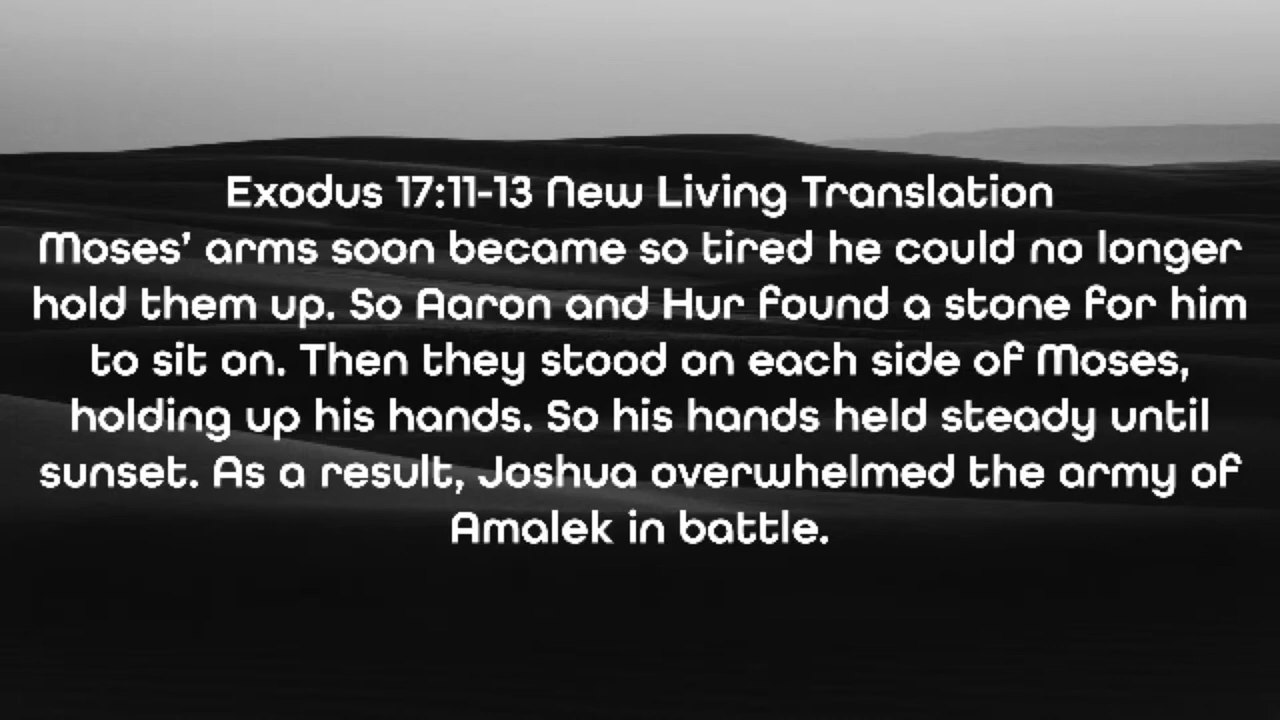 Exodus 17:11-13 New Living Translation
Moses’ arms soon became so tired he could no longer
hold them up. So Aaron and Hur found a stone for him
to sit on. Then they stood on each side of Moses,
holding up his hands. So his hands held steady until
sunset. As a result, Joshua overwhelmed the army of
Amalek in battle.